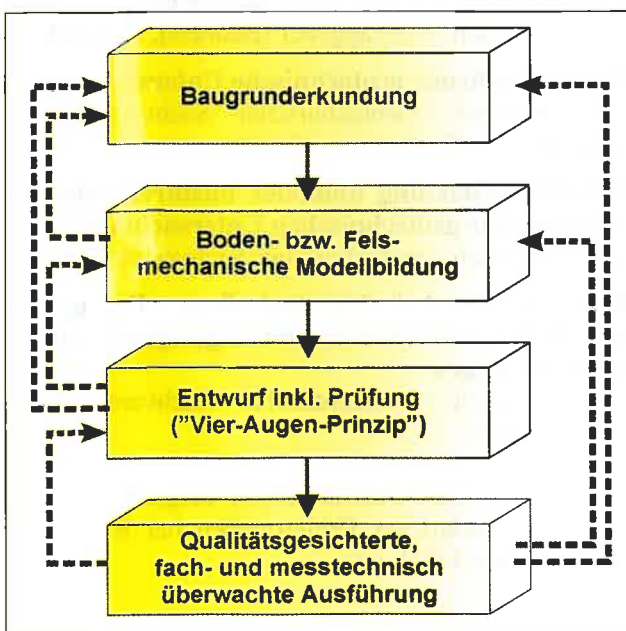 Baugrunderkundung
Boden- bzw. Fels-
mechanische Modellbildung
Entwurf inkl. Prüfung
("Vier-Augen-Prinzip")
Qualitätsgesicherte,
fach- und messtechnisch
überwachte Ausführung